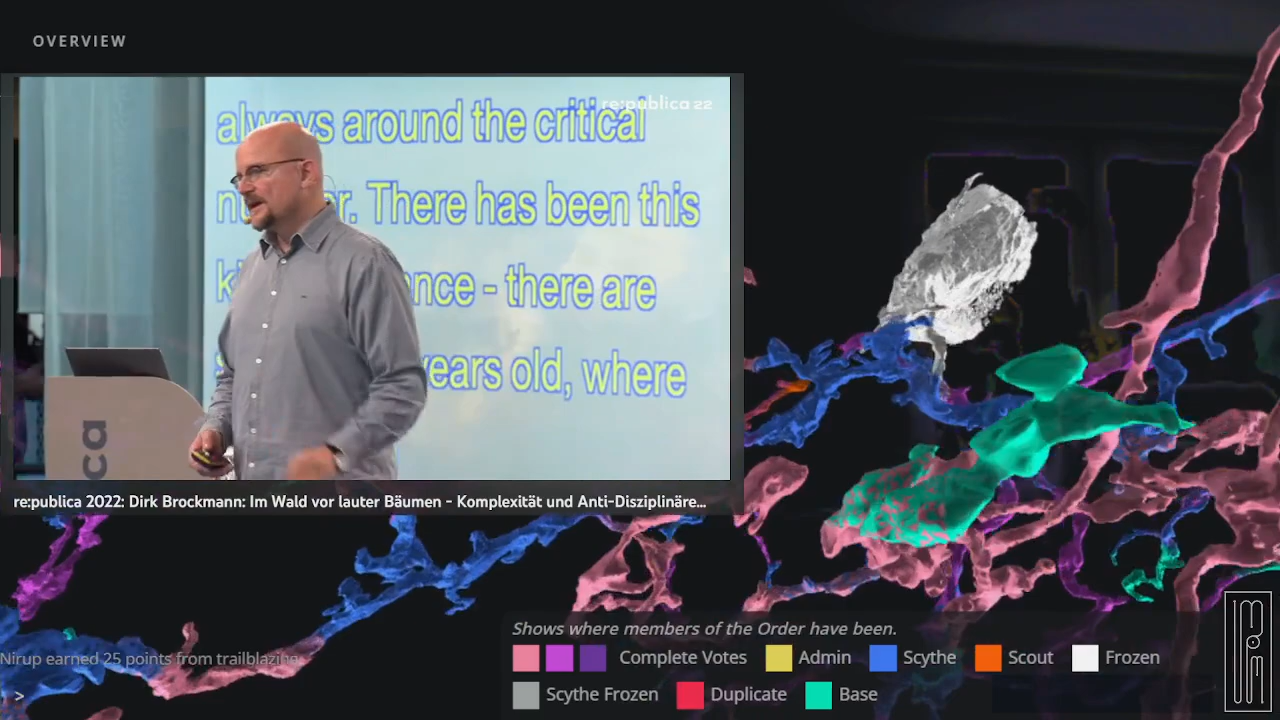 OVERVIEW
re:publica 22
always around the critical
r. There has been this
nce - there are
years old, where
ca
re:publica 2022: Dirk Brockmann: Im Wald vor lauter Bäumen - Komplexität und Anti-Disziplinäre...
Shows where members of the Order have been.
Complete Votes Admin Scythe Scout Frozen
Scythe Frozen Duplicate Base
Nirup earned 25 points from trailblazing.
>